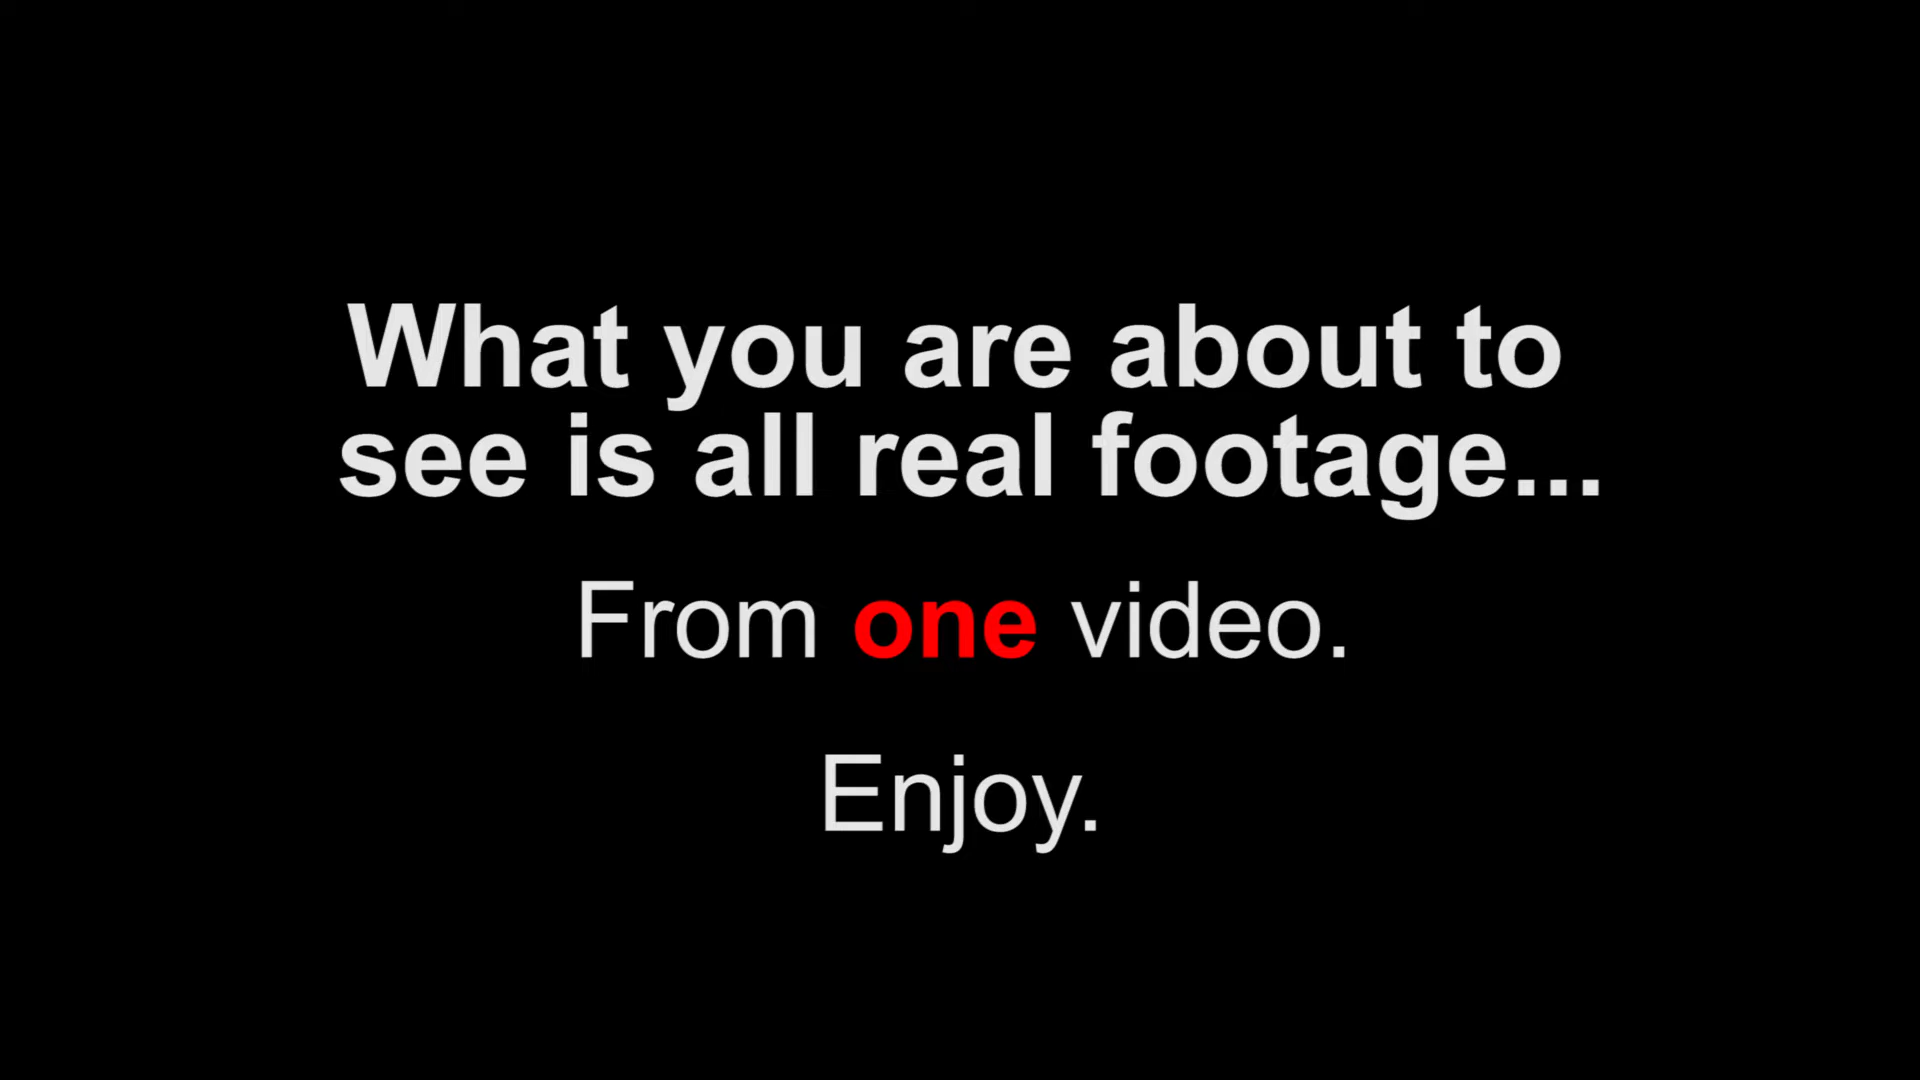 What you are about to
see is all real footage...
From one video.
Enjoy.